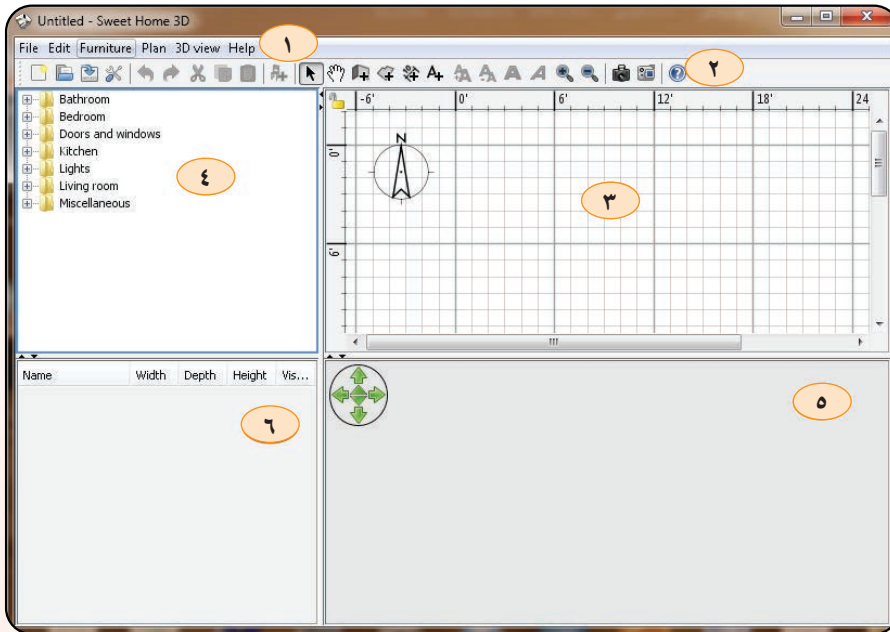 Untitled - Sweet Home 3D
File Edit Furniture Plan 3D view Help
١
٢
Bathroom
Bedroom
Doors and windows
Kitchen
Lights
Living room
Miscellaneous
٤
-6' 0' 6' 12' 18' 24
0'
6'
N
٣
Name Width Depth Height Vis...
٦
٥